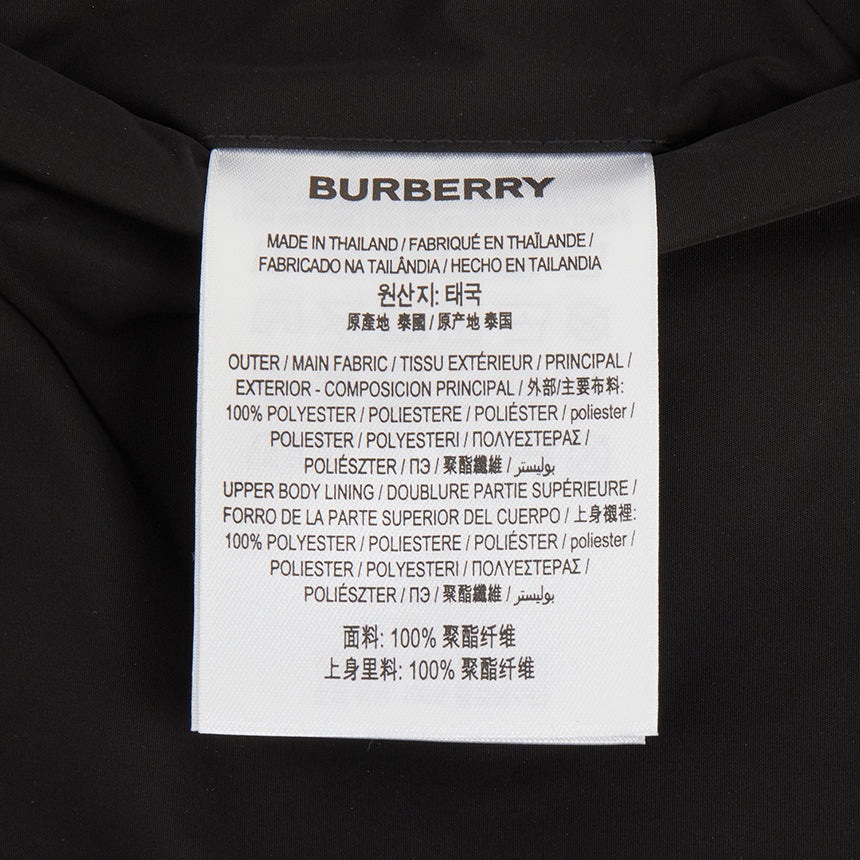 BURBERRY
MADE IN THAILAND / FABRIQUÉ EN THAÏLANDE /
FABRICADO NA TAILÂNDIA / HECHO EN TAILANDIA
원산지: 태국
原產地 泰國 / 原产地 泰国
OUTER / MAIN FABRIC / TISSU EXTÉRIEUR / PRINCIPAL /
EXTERIOR - COMPOSICION PRINCIPAL / 外部/主要布料:
100% POLYESTER / POLIESTERE / POLIÉSTER / poliester /
POLIESTER / POLYESTERI / ΠΟΛΥΕΣΤΕΡΑΣ /
POLIÉSZTER / ПЭ / 聚酯纖維 / بوليستر
UPPER BODY LINING / DOUBLURE PARTIE SUPÉRIEURE /
FORRO DE LA PARTE SUPERIOR DEL CUERPO / 上身襯裡:
100% POLYESTER / POLIESTERE / POLIÉSTER / poliester /
POLIESTER / POLYESTERI / ΠΟΛΥΕΣΤΕΡΑΣ /
POLIÉSZTER / ПЭ / 聚酯纖維 / بوليستر
面料: 100% 聚酯纤维
上身里料: 100% 聚酯纤维